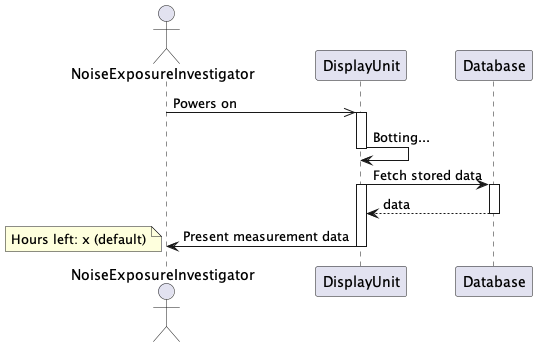 NoiseExposureInvestigator
DisplayUnit
Database
Powers on
Botting...
Fetch stored data
data
Present measurement data
Hours left: x (default)
NoiseExposureInvestigator
DisplayUnit
Database